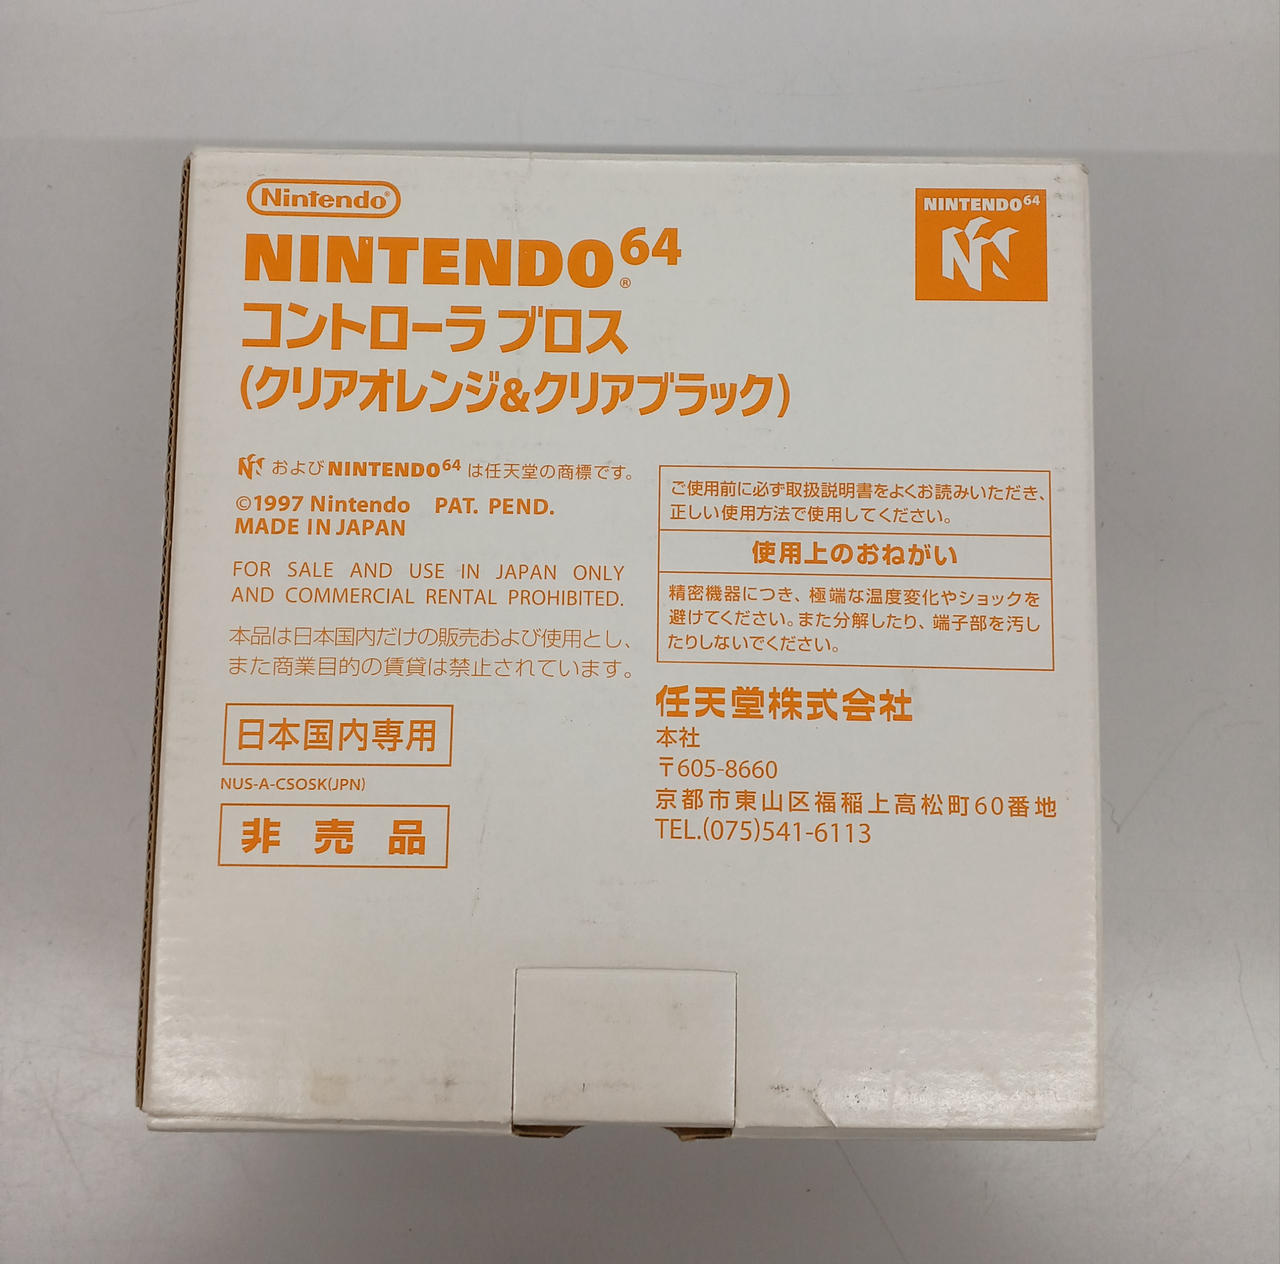 Nintendo®
NINTENDO64®
コントローラ ブロス
(クリアオレンジ&クリアブラック)
NINTENDO64
および NINTENDO64 は任天堂の商標です。
©1997 Nintendo PAT. PEND.
MADE IN JAPAN
FOR SALE AND USE IN JAPAN ONLY
AND COMMERCIAL RENTAL PROHIBITED.
本品は日本国内だけの販売および使用とし、
また商業目的の賃貸は禁止されています。
日本国内専用
NUS-A-CSOSK(JPN)
非売品
ご使用前に必ず取扱説明書をよくお読みいただき、
正しい使用方法で使用してください。
使用上のおねがい
精密機器につき、極端な温度変化やショックを
避けてください。また分解したり、端子部を汚し
たりしないでください。
任天堂株式会社
本社
〒605-8660
京都市東山区福稲上高松町60番地
TEL.(075)541-6113